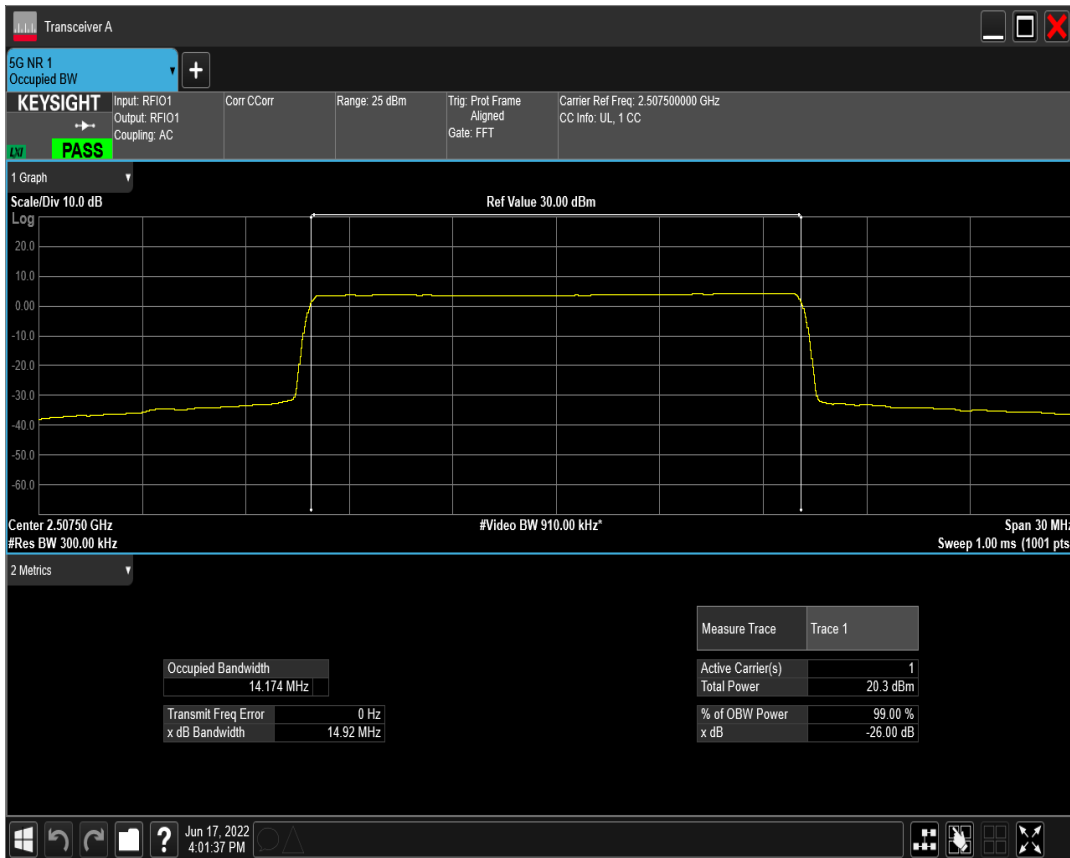 Transceiver A
5G NR 1
Occupied BW
+
KEYSIGHT
LXI
PASS
Input: RFIO1
Output: RFIO1
Coupling: AC
Corr CCorr
Range: 25 dBm
Trig: Prot Frame
Aligned
Gate: FFT
Carrier Ref Freq: 2.507500000 GHz
CC Info: UL, 1 CC
1 Graph
Scale/Div 10.0 dB
Ref Value 30.00 dBm
Log
20.0
10.0
0.00
-10.0
-20.0
-30.0
-40.0
-50.0
-60.0
Center 2.50750 GHz
#Video BW 910.00 kHz*
Span 30 MHz
#Res BW 300.00 kHz
Sweep 1.00 ms (1001 pts
2 Metrics
Measure Trace Trace 1
Occupied Bandwidth
14.174 MHz
Active Carrier(s) 1
Total Power 20.3 dBm
Transmit Freq Error 0 Hz
x dB Bandwidth 14.92 MHz
% of OBW Power 99.00 %
x dB -26.00 dB
?
Jun 17, 2022
4:01:37 PM